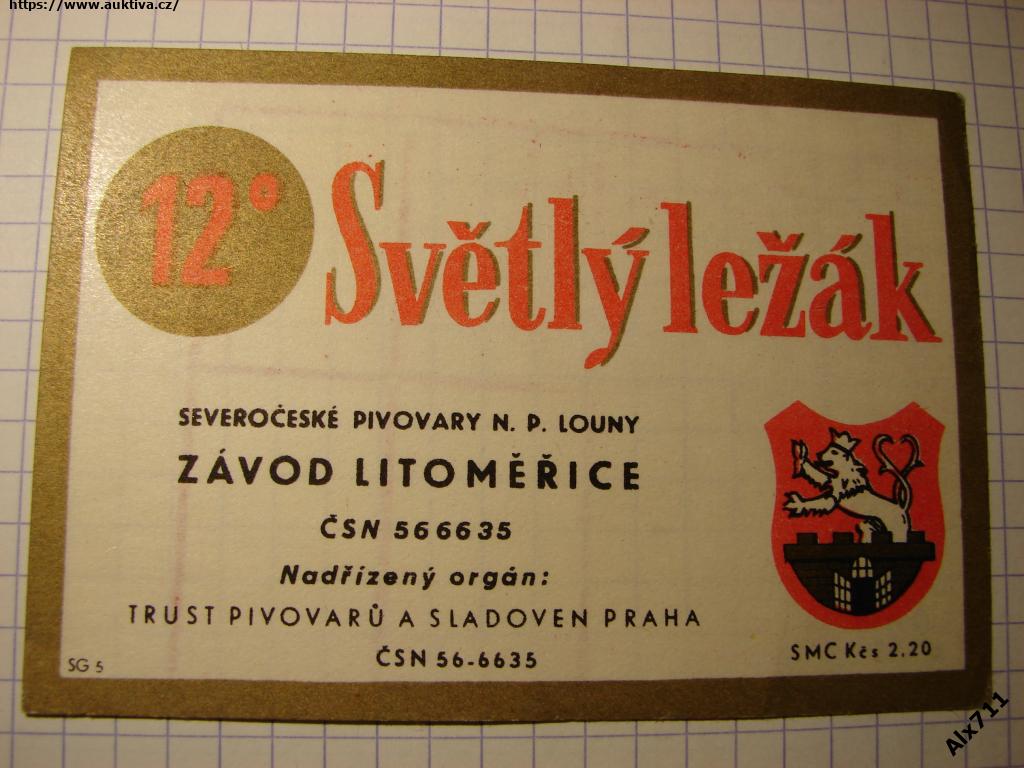 https://www.auktiva.cz/
12° Světlý ležák
SEVEROČESKÉ PIVOVARY N. P. LOUNY
ZÁVOD LITOMĚŘICE
ČSN 566635
Nadřízený orgán:
TRUST PIVOVARŮ A SLADOVEN PRAHA
ČSN 56-6635
SG 5
SMC Kčs 2,20
Alx711